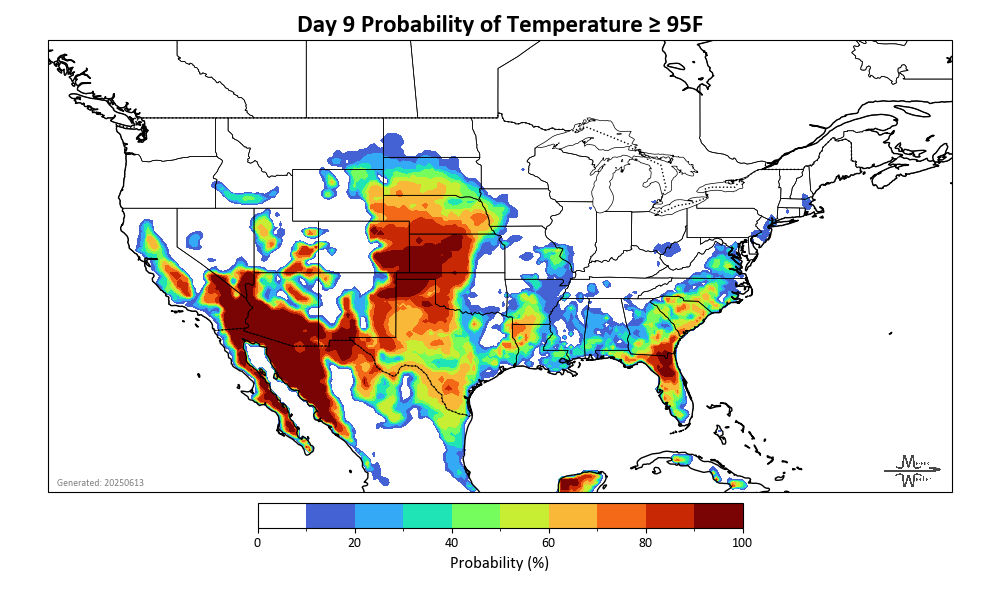 Day 9 Probability of Temperature ≥ 95F
Generated: 20250613
0 20 40 60 80 100
Probability (%)